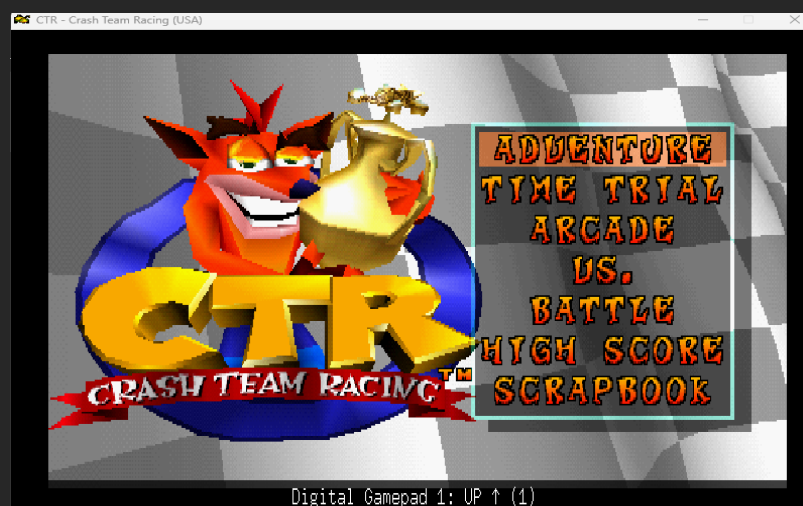 CTR - Crash Team Racing (USA)
ADVENTURE
TIME TRIAL
ARCADE
VS.
BATTLE
HIGH SCORE
SCRAPBOOK
CTR
TM
CRASH TEAM RACING
Digital Gamepad 1: UP ↑ (1)